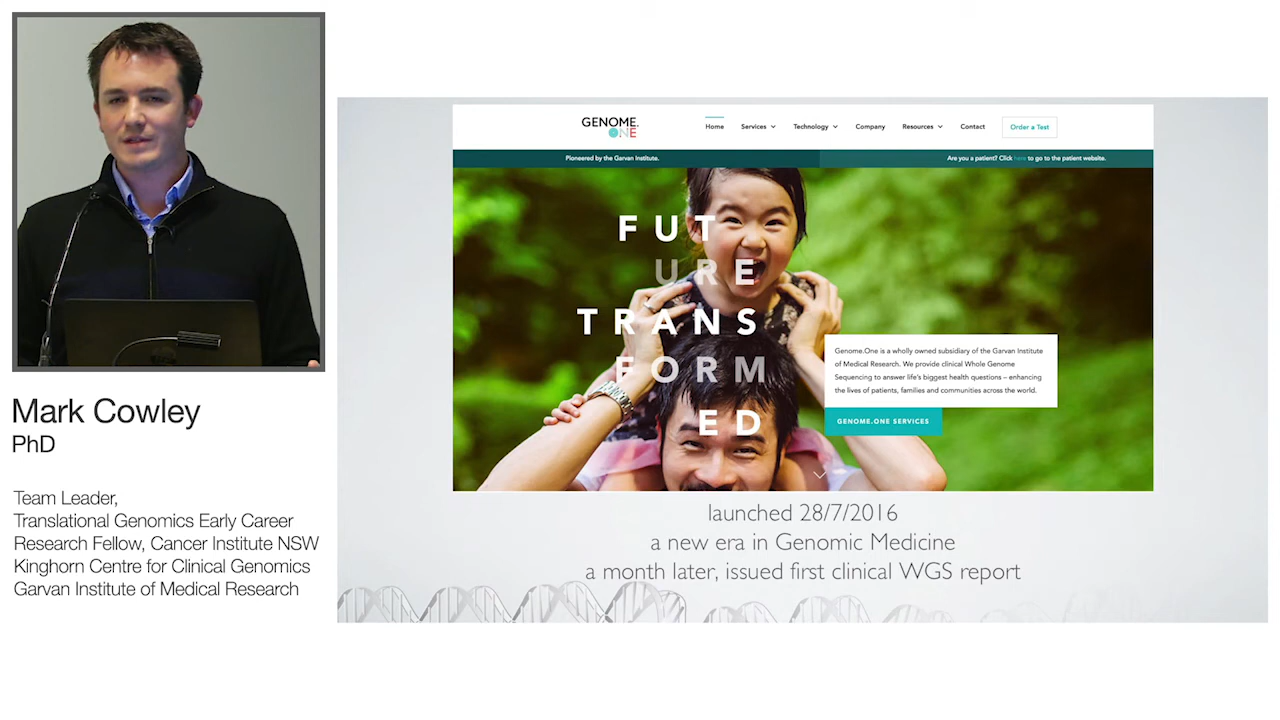 Mark Cowley
PhD
Team Leader,
Translational Genomics Early Career
Research Fellow, Cancer Institute NSW
Kinghorn Centre for Clinical Genomics
Garvan Institute of Medical Research
GENOME.
ONE
Home Services Technology Company Resources Contact Order a Test
Pioneered by the Garvan Institute. Are you a patient? Click here to go to the patient website.
FUT
URE
TRANS
FORM
ED
Genome.One is a wholly owned subsidiary of the Garvan Institute
of Medical Research. We provide clinical Whole Genome
Sequencing to answer life's biggest health questions – enhancing
the lives of patients, families and communities across the world.
GENOME.ONE SERVICES
launched 28/7/2016
a new era in Genomic Medicine
a month later, issued first clinical WGS report